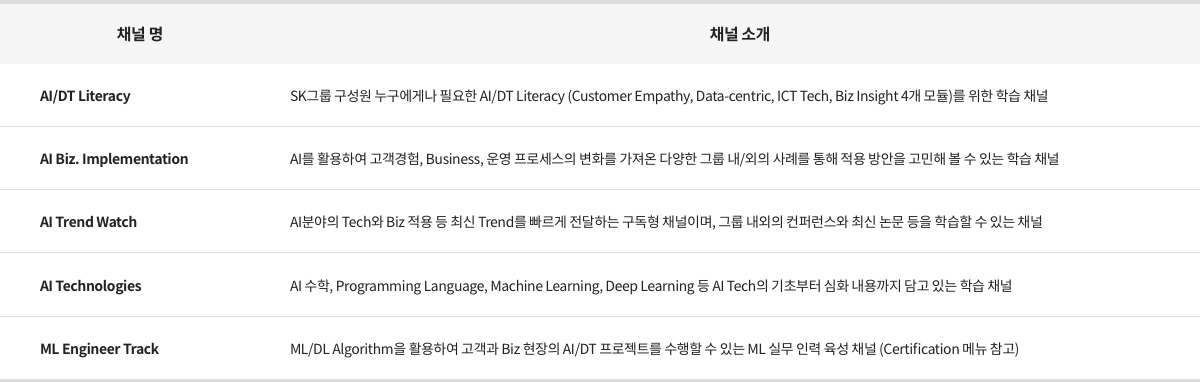 채널 명 채널 소개
AI/DT Literacy SK그룹 구성원 누구에게나 필요한 AI/DT Literacy (Customer Empathy, Data-centric, ICT Tech, Biz Insight 4개 모듈)를 위한 학습 채널
AI Biz. Implementation AI를 활용하여 고객경험, Business, 운영 프로세스의 변화를 가져온 다양한 그룹 내/외의 사례를 통해 적용 방안을 고민해 볼 수 있는 학습 채널
AI Trend Watch AI분야의 Tech와 Biz 적용 등 최신 Trend를 빠르게 전달하는 구독형 채널이며, 그룹 내외의 컨퍼런스와 최신 논문 등을 학습할 수 있는 채널
AI Technologies AI 수학, Programming Language, Machine Learning, Deep Learning 등 AI Tech의 기초부터 심화 내용까지 담고 있는 학습 채널
ML Engineer Track ML/DL Algorithm을 활용하여 고객과 Biz 현장의 AI/DT 프로젝트를 수행할 수 있는 ML 실무 인력 육성 채널 (Certification 메뉴 참고)